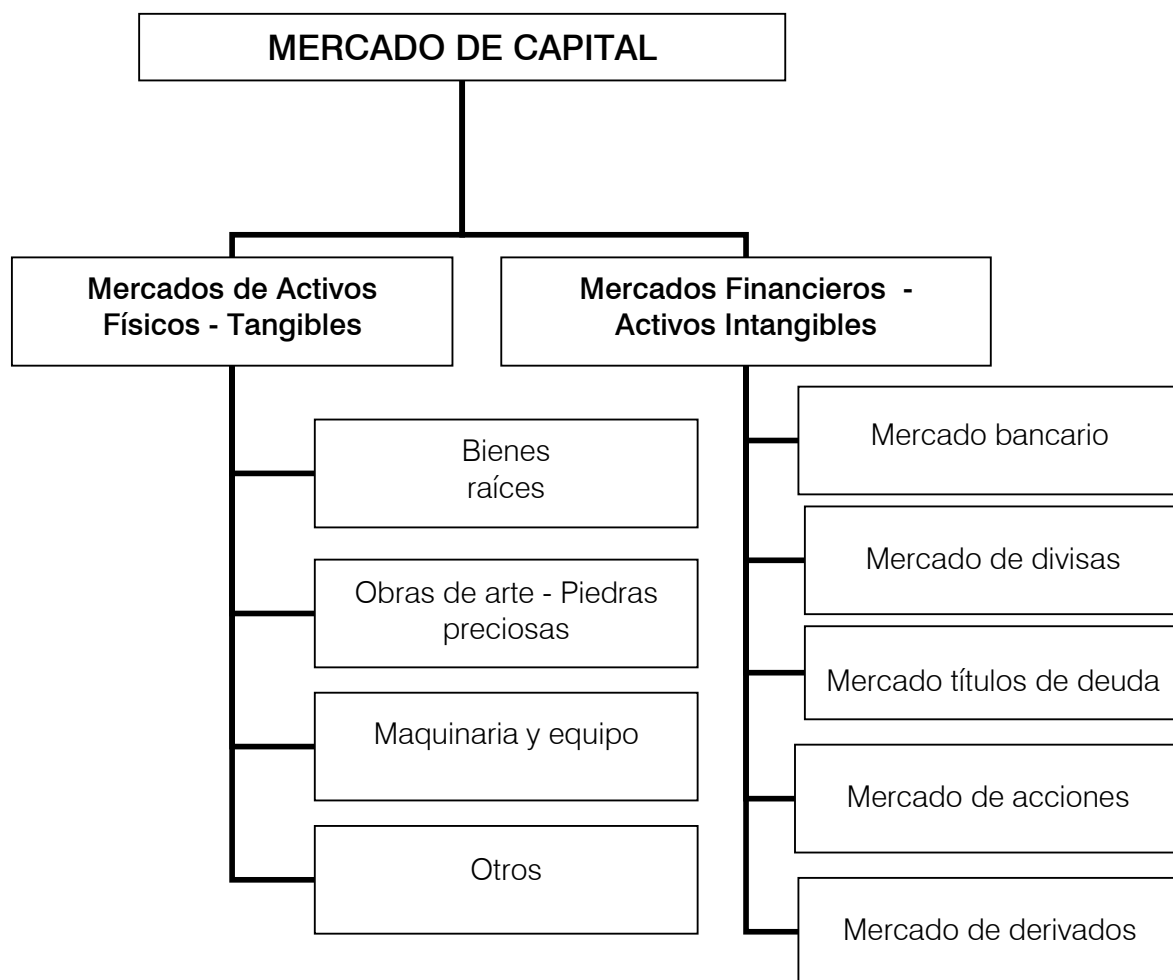 MERCADO DE CAPITAL
Mercados de Activos
Físicos - Tangibles
Mercados Financieros -
Activos Intangibles
Bienes
raíces
Obras de arte - Piedras
preciosas
Maquinaria y equipo
Otros
Mercado bancario
Mercado de divisas
Mercado títulos de deuda
Mercado de acciones
Mercado de derivados